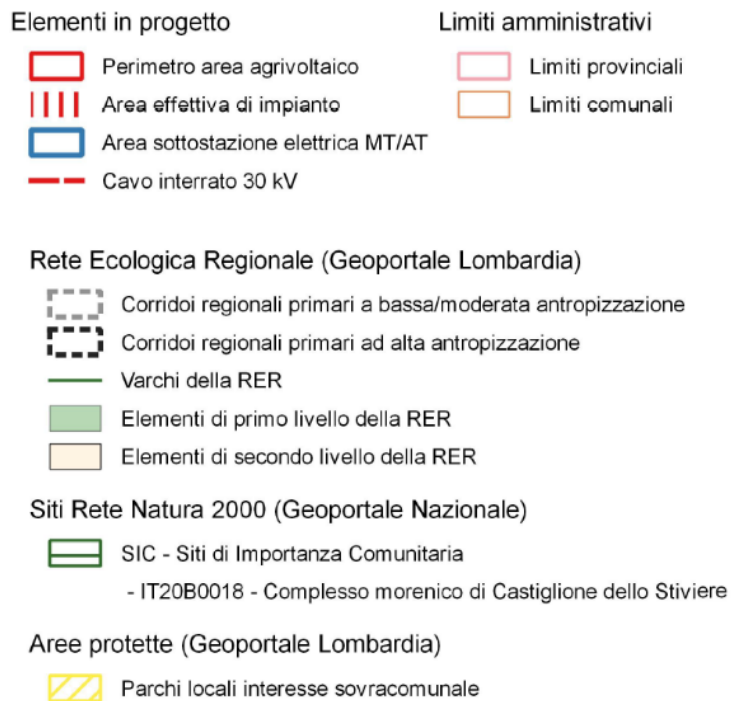 Elementi in progetto
Perimetro area agrivoltaico
Area effettiva di impianto
Area sottostazione elettrica MT/AT
Cavo interrato 30 kV
Limiti amministrativi
Limiti provinciali
Limiti comunali
Rete Ecologica Regionale (Geoportale Lombardia)
Corridoi regionali primari a bassa/moderata antropizzazione
Corridoi regionali primari ad alta antropizzazione
Varchi della RER
Elementi di primo livello della RER
Elementi di secondo livello della RER
Siti Rete Natura 2000 (Geoportale Nazionale)
SIC - Siti di Importanza Comunitaria
- IT20B0018 - Complesso morenico di Castiglione dello Stiviere
Aree protette (Geoportale Lombardia)
Parchi locali interesse sovracomunale